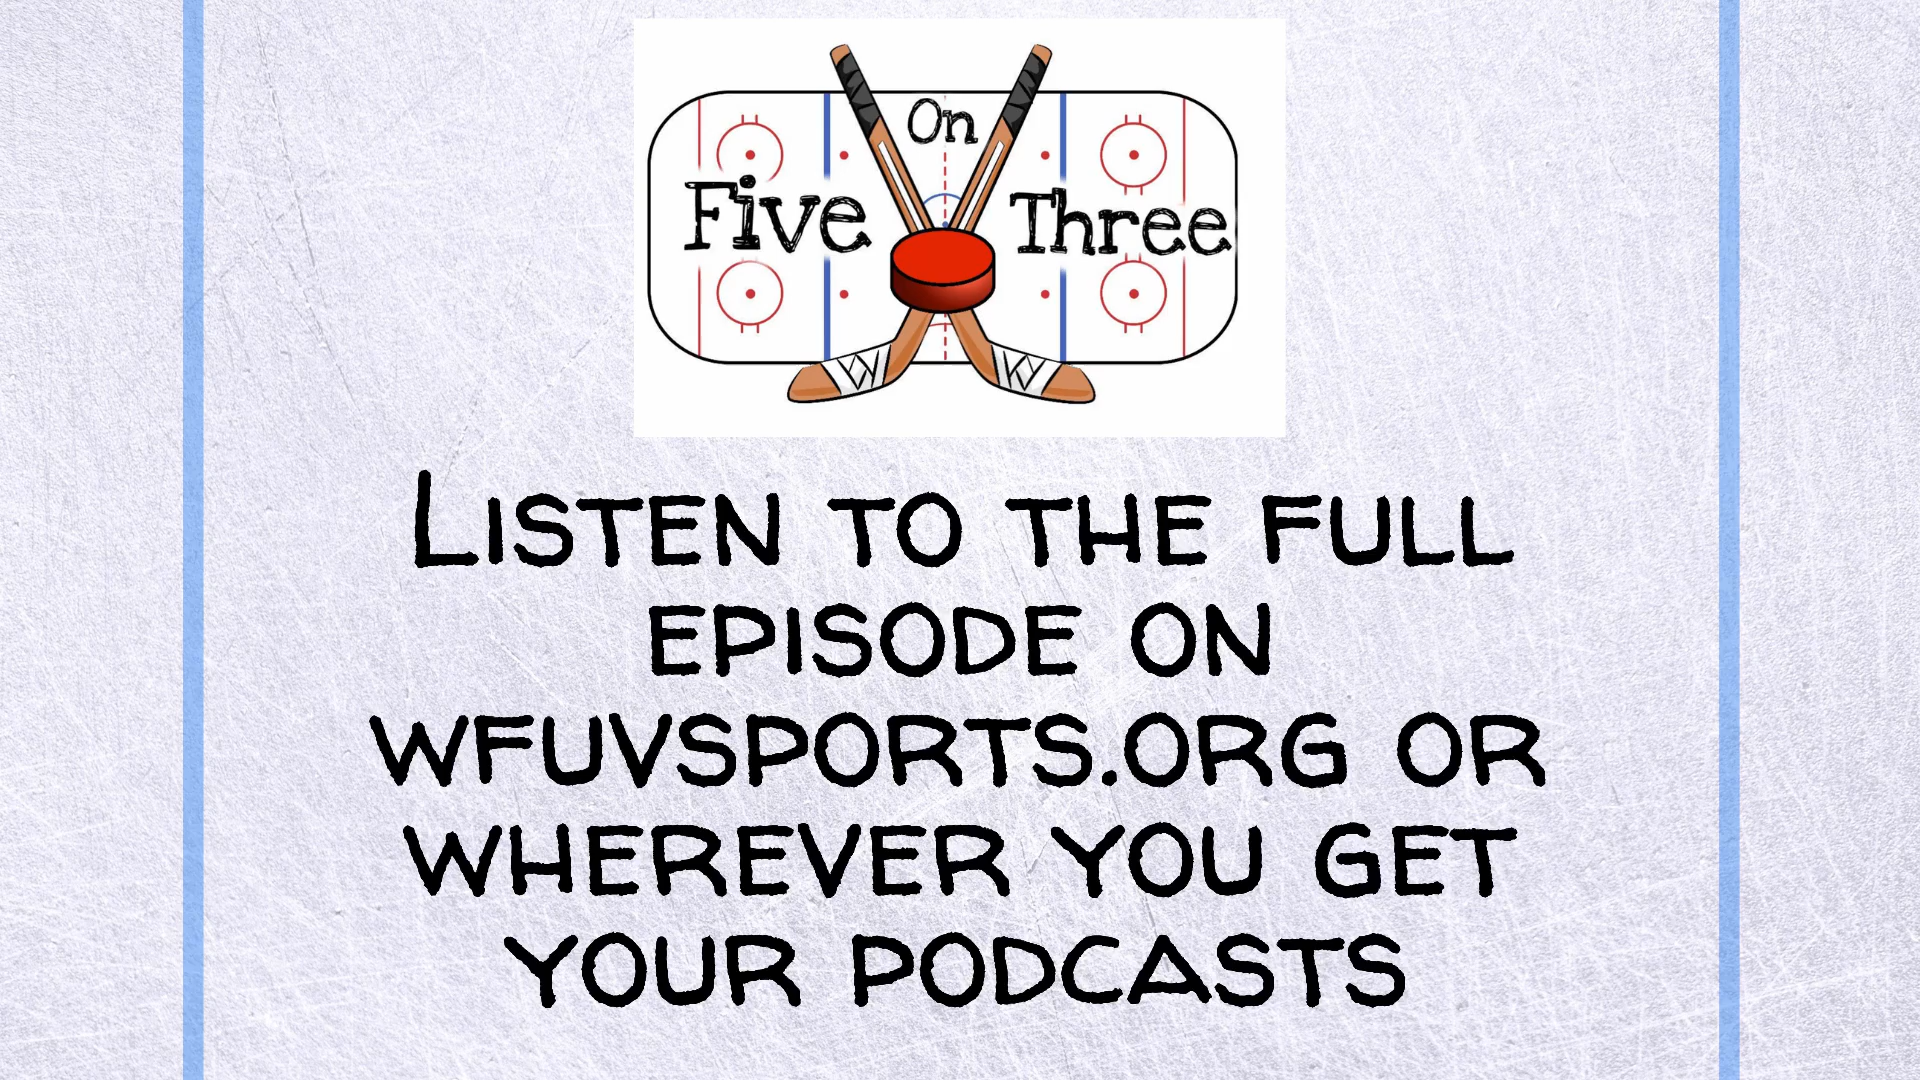 On
Five Three
Listen to the full
episode on
wfuvsports.org or
wherever you get
your podcasts